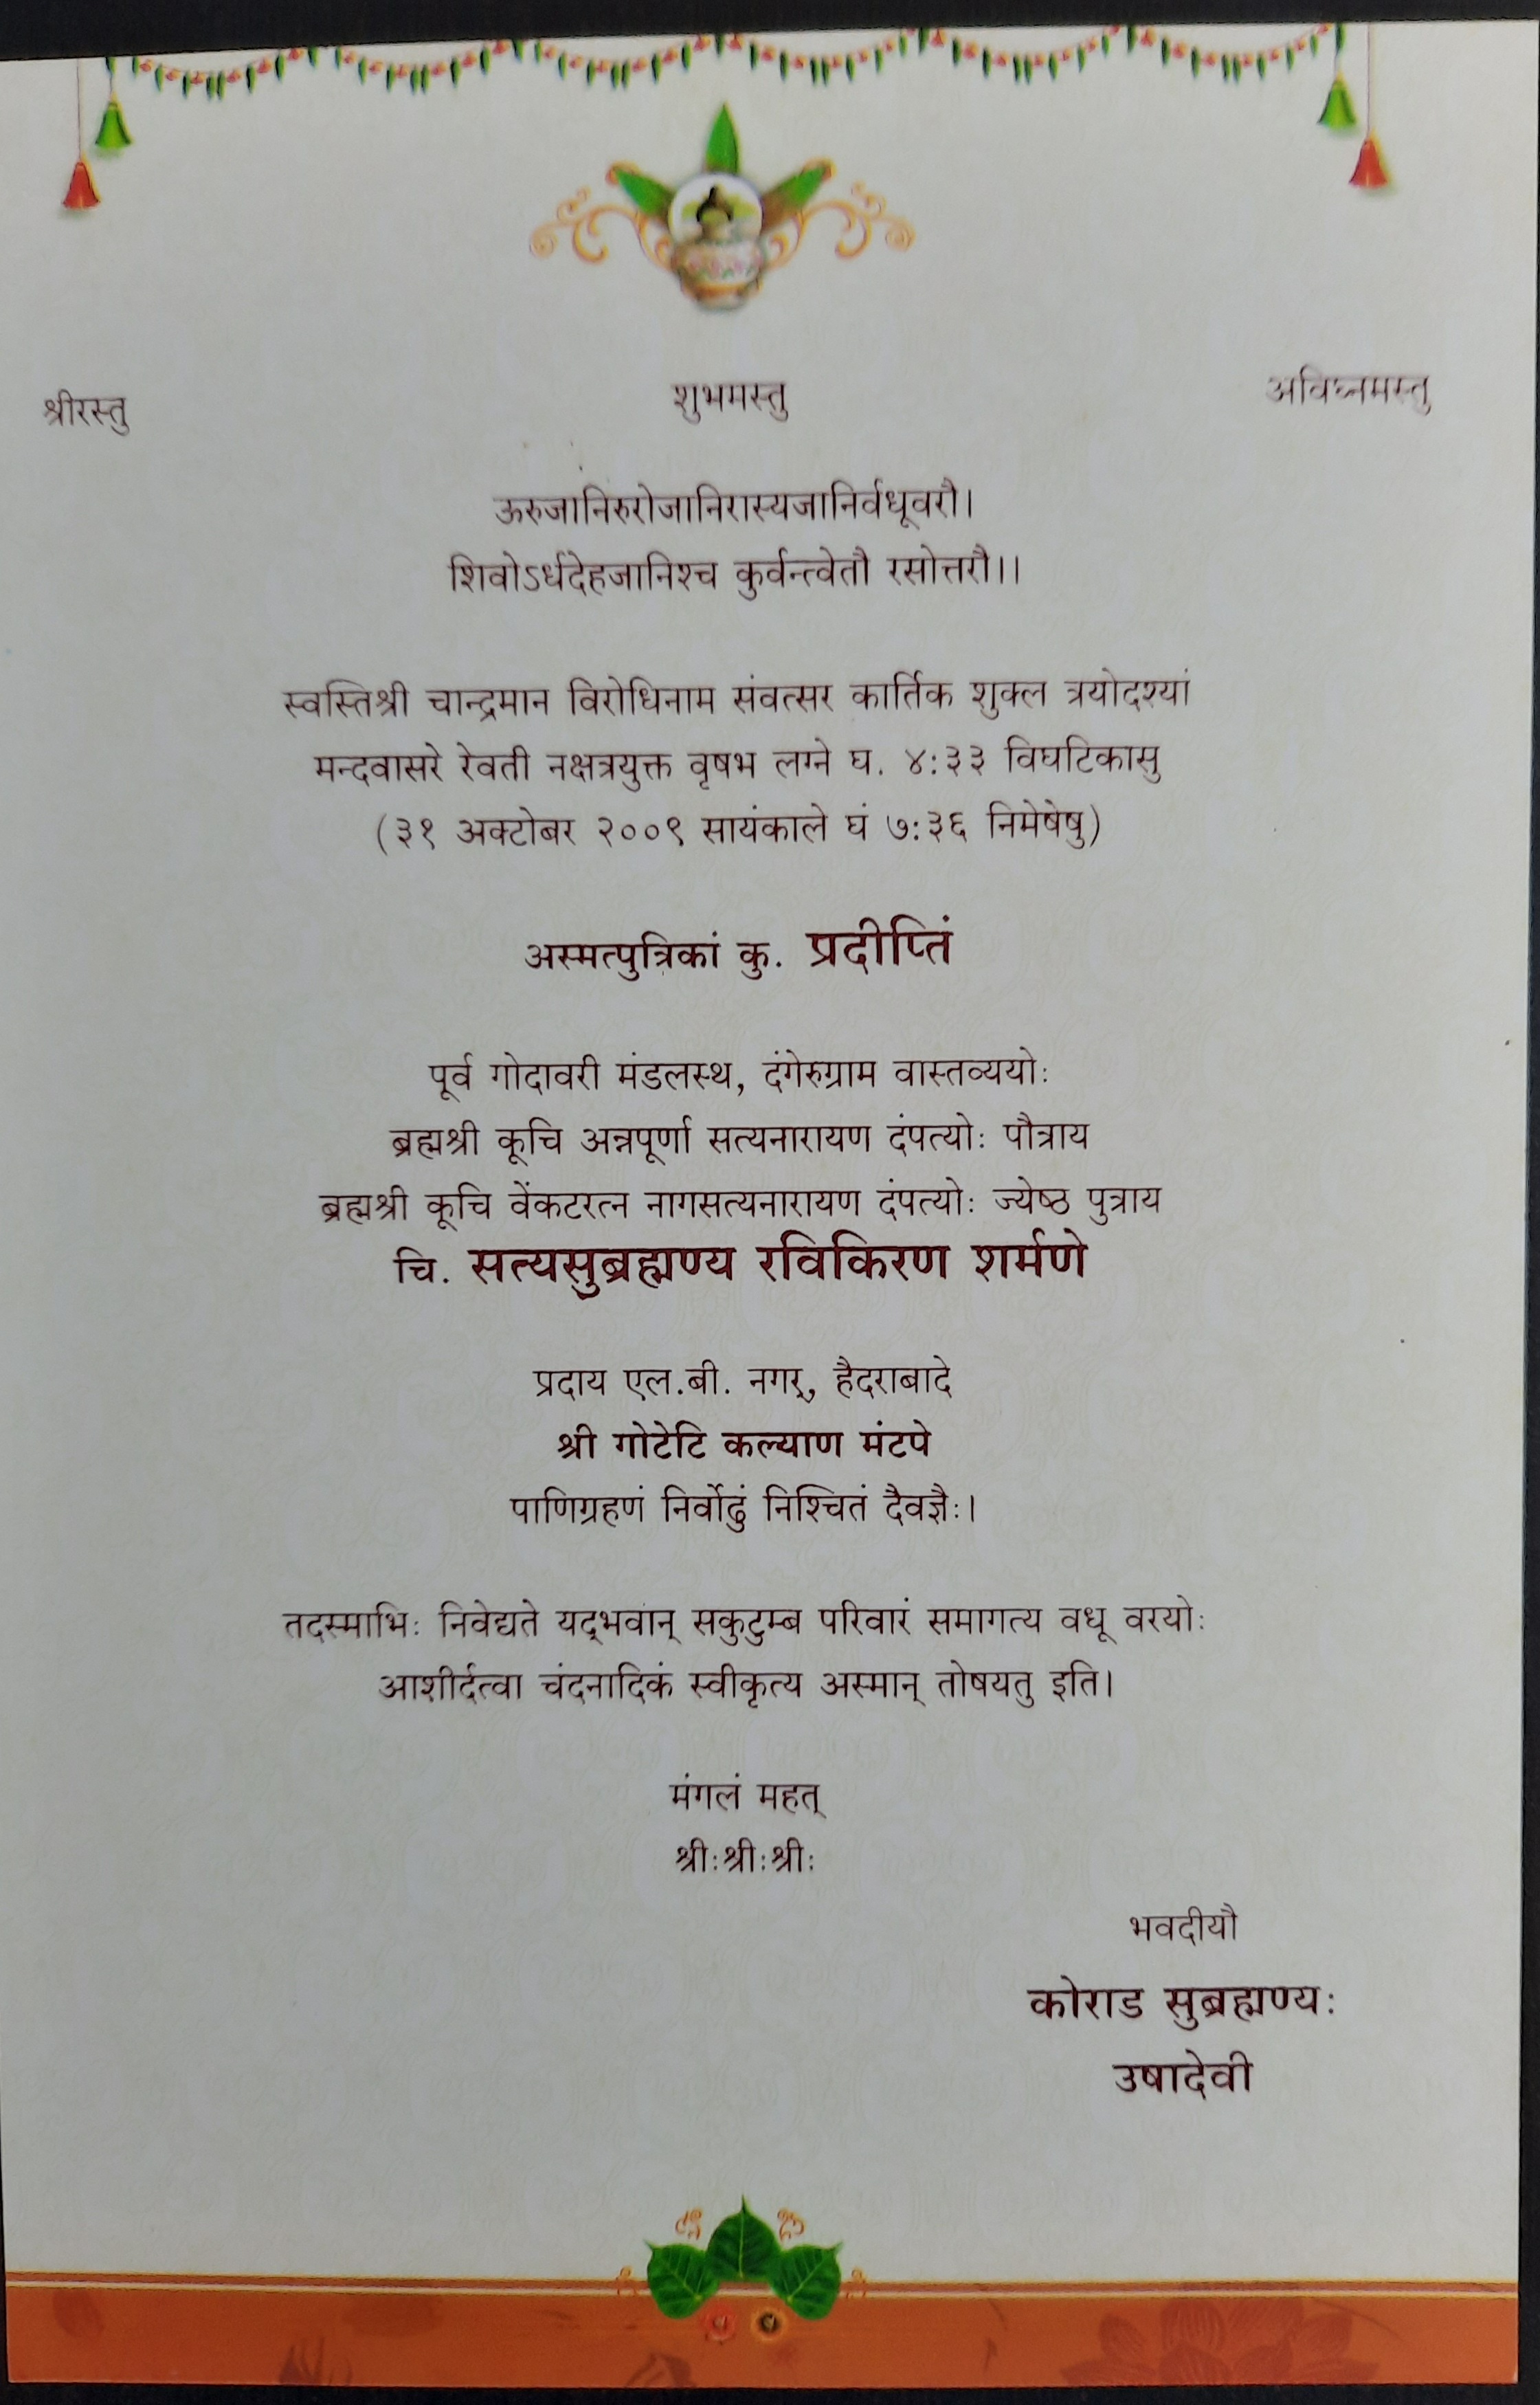 श्रीरस्तु शुभमस्तु अविघ्नमस्तु
ऊरुजानिरुरोजानिरास्यजानिर्वधूवरौ।
शिवोऽर्धदेहजानिश्च कुर्वन्त्वेतौ रसोत्तरौ।।
स्वस्तिश्री चान्द्रमान विरोधिनाम संवत्सर कार्तिक शुक्ल त्रयोदश्यां
मन्दवासरे रेवती नक्षत्रयुक्त वृषभ लग्ने घ. ४:३३ विघटिकासु
(३१ अक्टोबर २००९ सायंकाले घं ७:३६ निमेषेषु)
अस्मत्पुत्रिकां कु. प्रदीप्तिं
पूर्व गोदावरी मंडलस्थ, दंगेरुग्राम वास्तव्ययोः
ब्रह्मश्री कूचि अन्नपूर्णा सत्यनारायण दंपत्योः पौत्राय
ब्रह्मश्री कूचि वेंकटरत्न नागसत्यनारायण दंपत्योः ज्येष्ठ पुत्राय
चि. सत्यसुब्रह्मण्य रविकिरण शर्मणे
प्रदाय एल.बी. नगर्, हैदराबादे
श्री गोटेटि कल्याण मंटपे
पाणिग्रहणं निर्वोढुं निश्चितं दैवज्ञैः।
तदस्माभिः निवेद्यते यद्भवान् सकुटुम्ब परिवारं समागत्य वधू वरयोः
आशीर्दत्वा चंदनादिकं स्वीकृत्य अस्मान् तोषयतु इति।
मंगलं महत्
श्रीःश्रीःश्रीः
भवदीयौ
कोराड सुब्रह्मण्यः
उषादेवी